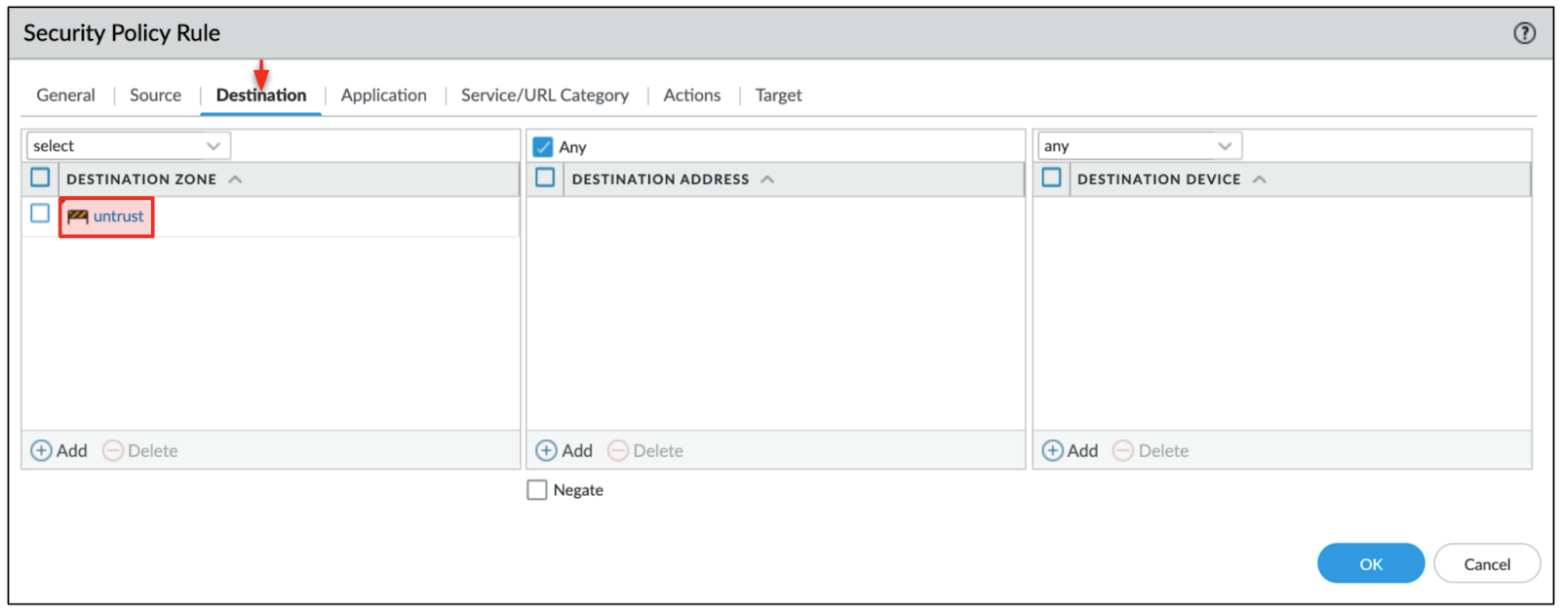 Security Policy Rule
General Source Destination Application Service/URL Category Actions Target
select Any any
DESTINATION ZONE DESTINATION ADDRESS DESTINATION DEVICE
untrust
Add Delete Add Delete Add Delete
Negate
OK Cancel